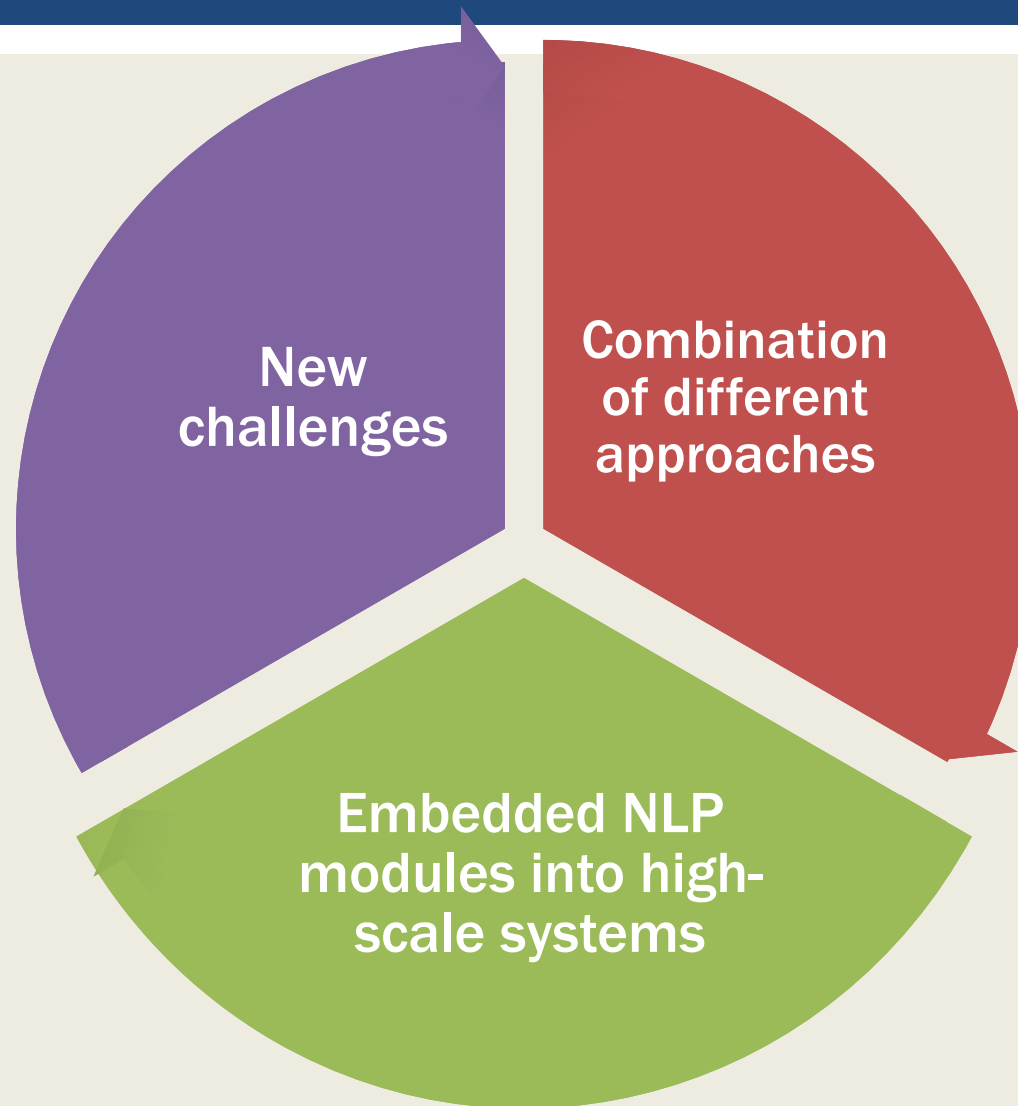 New
challenges
Combination
of different
approaches
Embedded NLP
modules into high-
scale systems